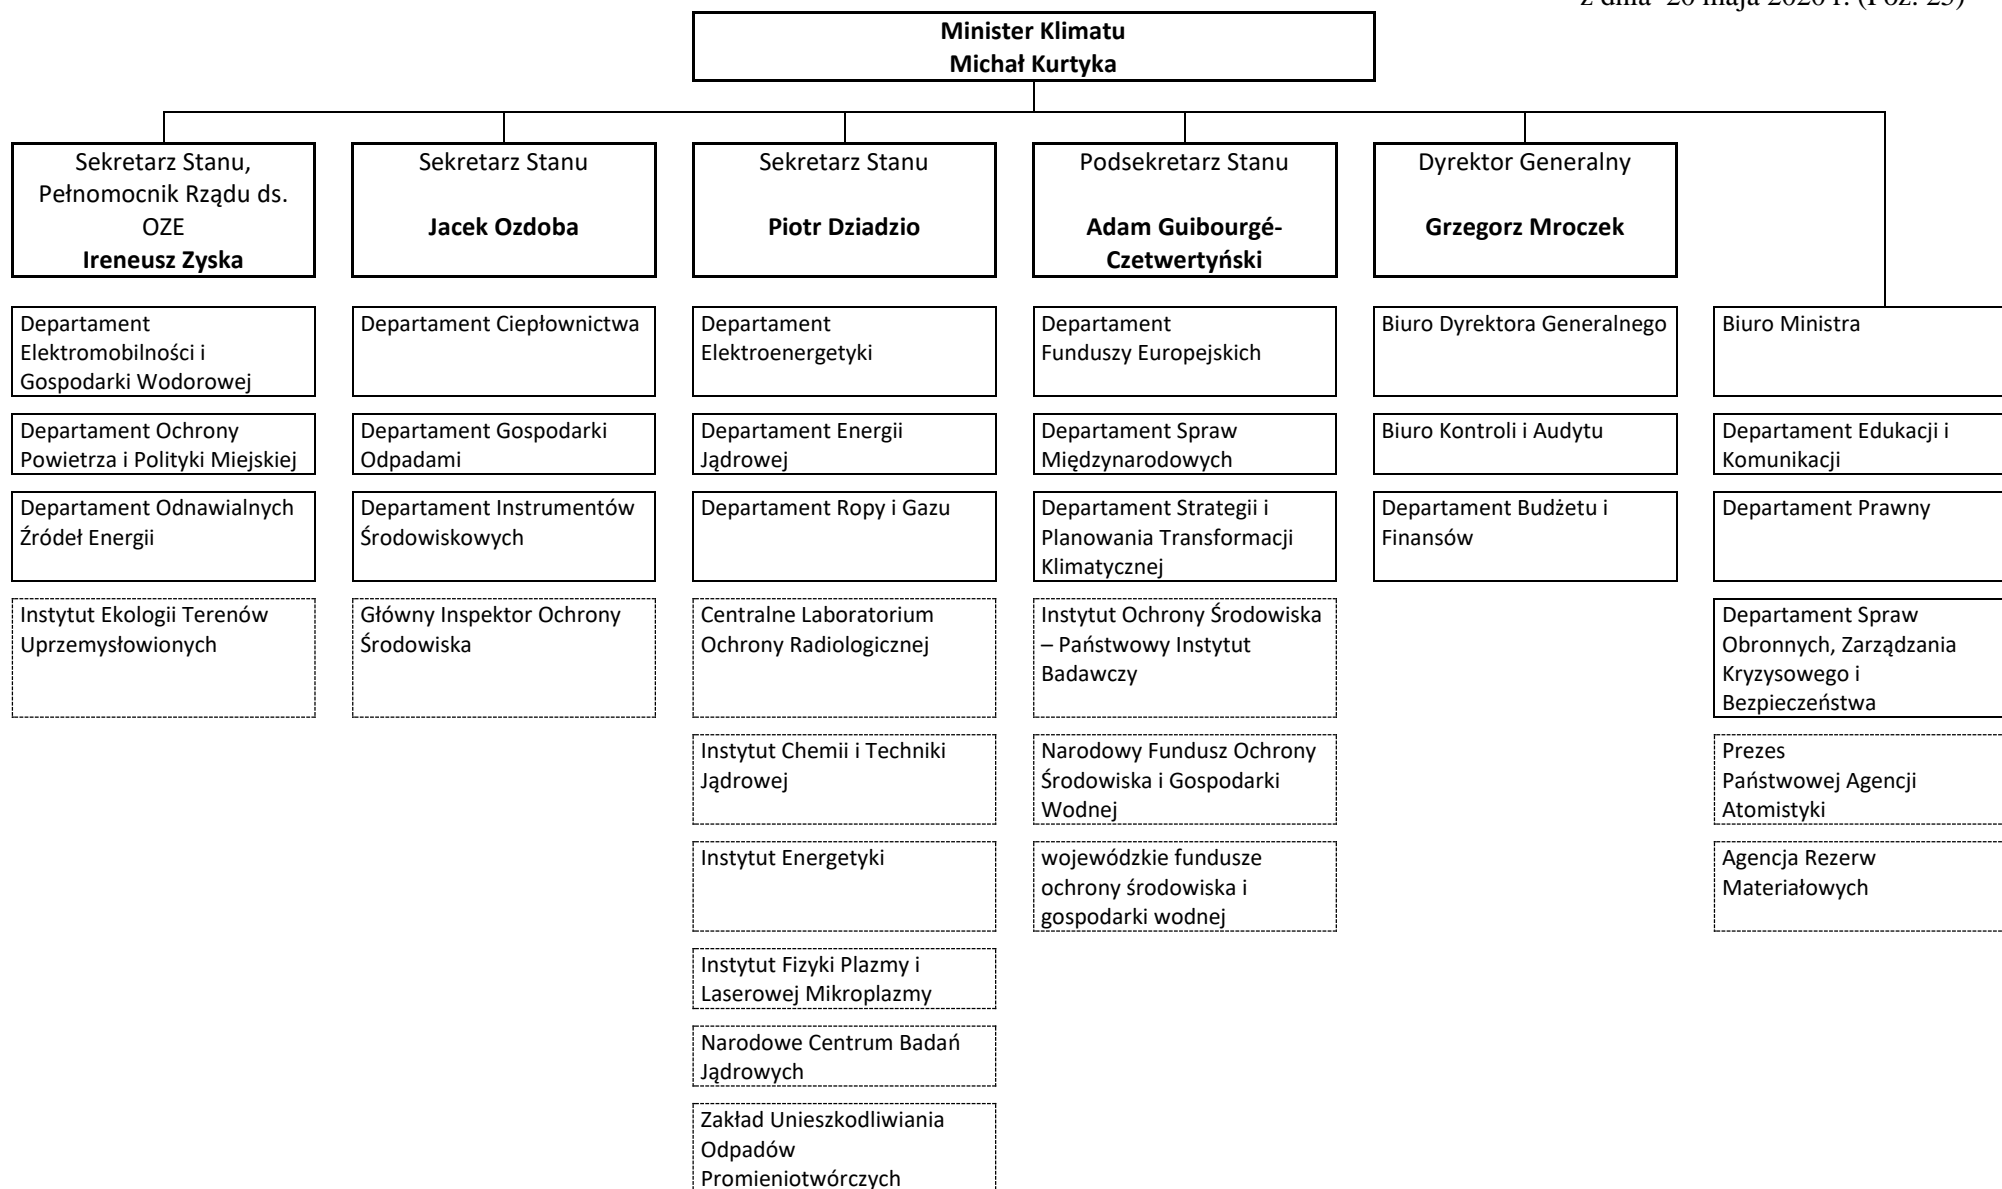 z dnia 26 maja 2020 r. (Poz. 25)
Minister Klimatu
Michał Kurtyka
Sekretarz Stanu,
Pełnomocnik Rządu ds.
OZE
Ireneusz Zyska
Sekretarz Stanu
Jacek Ozdoba
Sekretarz Stanu
Piotr Dziadzio
Podsekretarz Stanu
Adam Guibourgé-
Czetwertyński
Dyrektor Generalny
Grzegorz Mroczek
Departament
Elektromobilności i
Gospodarki Wodorowej
Departament Ciepłownictwa
Departament
Elektroenergetyki
Departament
Funduszy Europejskich
Biuro Dyrektora Generalnego
Biuro Ministra
Departament Ochrony
Powietrza i Polityki Miejskiej
Departament Gospodarki
Odpadami
Departament Energii
Jądrowej
Departament Spraw
Międzynarodowych
Biuro Kontroli i Audytu
Departament Edukacji i
Komunikacji
Departament Odnawialnych
Źródeł Energii
Departament Instrumentów
Środowiskowych
Departament Ropy i Gazu
Departament Strategii i
Planowania Transformacji
Klimatycznej
Departament Budżetu i
Finansów
Departament Prawny
Instytut Ekologii Terenów
Uprzemysłowionych
Główny Inspektor Ochrony
Środowiska
Centralne Laboratorium
Ochrony Radiologicznej
Instytut Ochrony Środowiska
– Państwowy Instytut
Badawczy
Departament Spraw
Obronnych, Zarządzania
Kryzysowego i
Bezpieczeństwa
Instytut Chemii i Techniki
Jądrowej
Narodowy Fundusz Ochrony
Środowiska i Gospodarki
Wodnej
Prezes
Państwowej Agencji
Atomistyki
Instytut Energetyki
wojewódzkie fundusze
ochrony środowiska i
gospodarki wodnej
Agencja Rezerw
Materiałowych
Instytut Fizyki Plazmy i
Laserowej Mikroplazmy
Narodowe Centrum Badań
Jądrowych
Zakład Unieszkodliwiania
Odpadów
Promieniotwórczych